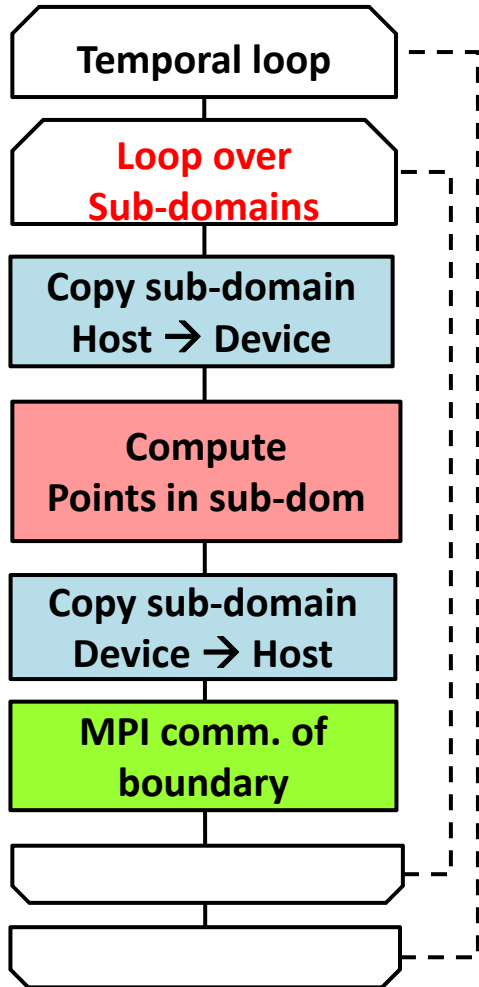 Temporal loop
Loop over
Sub-domains
Copy sub-domain
Host → Device
Compute
Points in sub-dom
Copy sub-domain
Device → Host
MPI comm. of
boundary